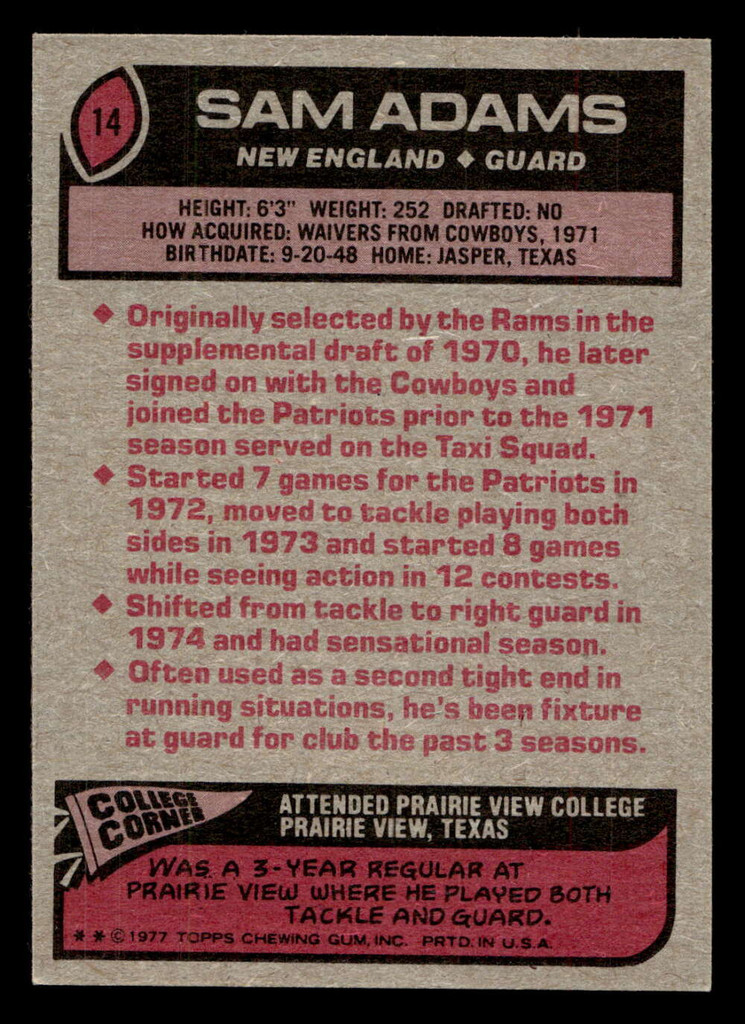 14
SAM ADAMS
NEW ENGLAND ♦ GUARD
HEIGHT: 6'3" WEIGHT: 252 DRAFTED: NO
HOW ACQUIRED: WAIVERS FROM COWBOYS, 1971
BIRTHDATE: 9-20-48 HOME: JASPER, TEXAS
♦ Originally selected by the Rams in the
supplemental draft of 1970, he later
signed on with the Cowboys and
joined the Patriots prior to the 1971
season served on the Taxi Squad.
♦ Started 7 games for the Patriots in
1972, moved to tackle playing both
sides in 1973 and started 8 games
while seeing action in 12 contests.
♦ Shifted from tackle to right guard in
1974 and had sensational season.
♦ Often used as a second tight end in
running situations, he's been fixture
at guard for club the past 3 seasons.
COLLEGE
CORNER
ATTENDED PRAIRIE VIEW COLLEGE
PRAIRIE VIEW, TEXAS
WAS A 3-YEAR REGULAR AT
PRAIRIE VIEW WHERE HE PLAYED BOTH
TACKLE AND GUARD.
* * © 1977 TOPPS CHEWING GUM, INC. PRTD. IN U.S.A.